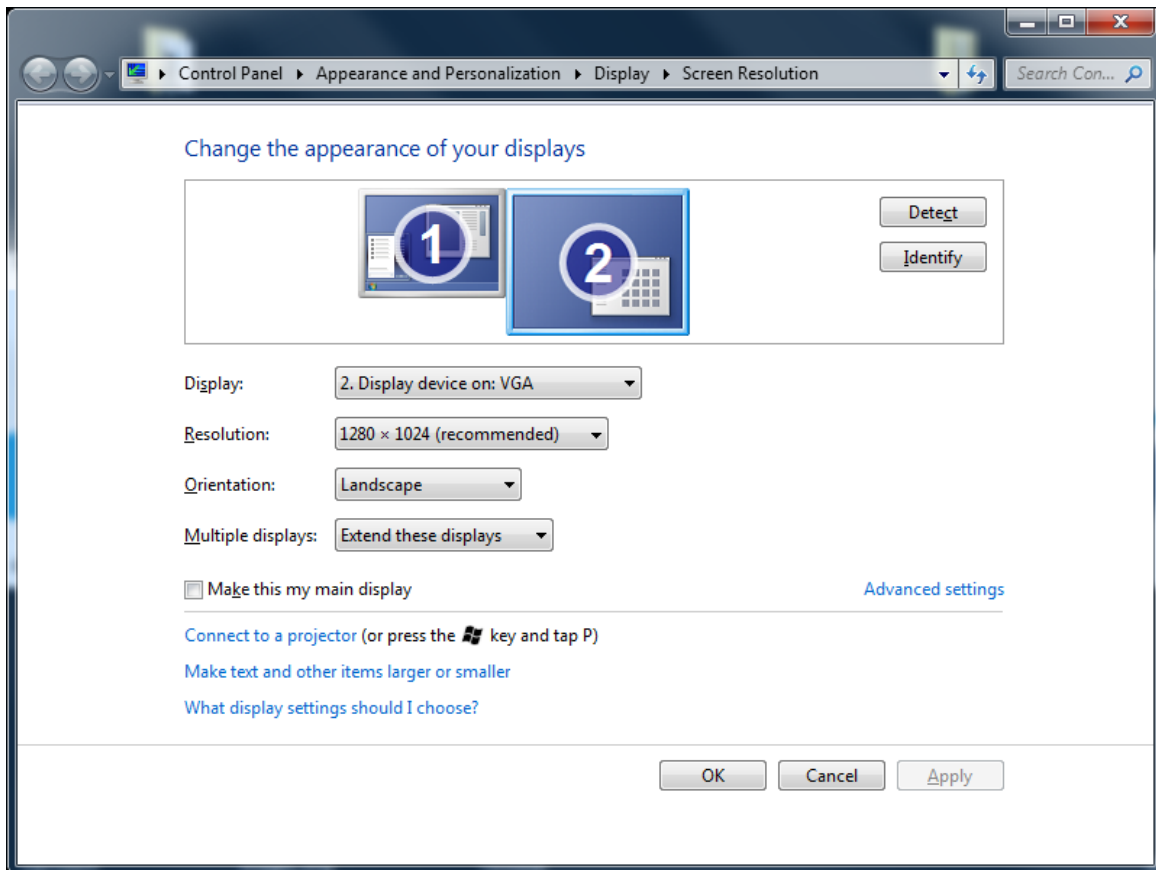 Control Panel ▸ Appearance and Personalization ▸ Display ▸ Screen Resolution
Search Con...
Change the appearance of your displays
1
2
Detect
Identify
Display: 2. Display device on: VGA
Resolution: 1280 × 1024 (recommended)
Orientation: Landscape
Multiple displays: Extend these displays
Make this my main display
Advanced settings
Connect to a projector (or press the key and tap P)
Make text and other items larger or smaller
What display settings should I choose?
OK
Cancel
Apply